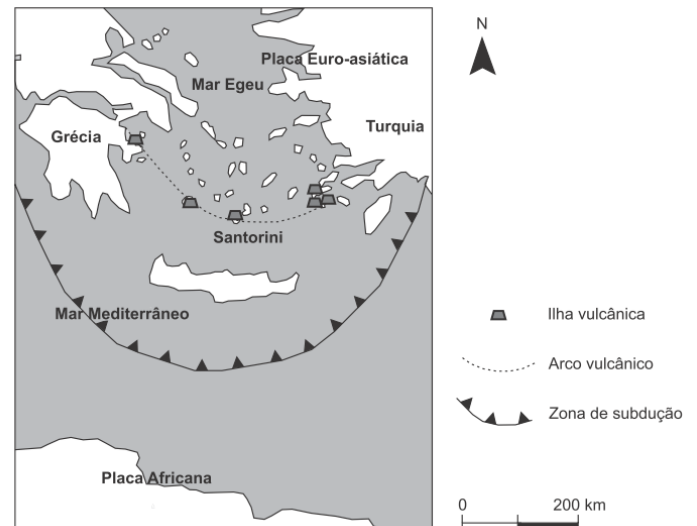 N
Placa Euro-asiática
Mar Egeu
Turquia
Grécia
Santorini
Mar Mediterrâneo
Ilha vulcânica
Arco vulcânico
Zona de subdução
Placa Africana
0 200 km